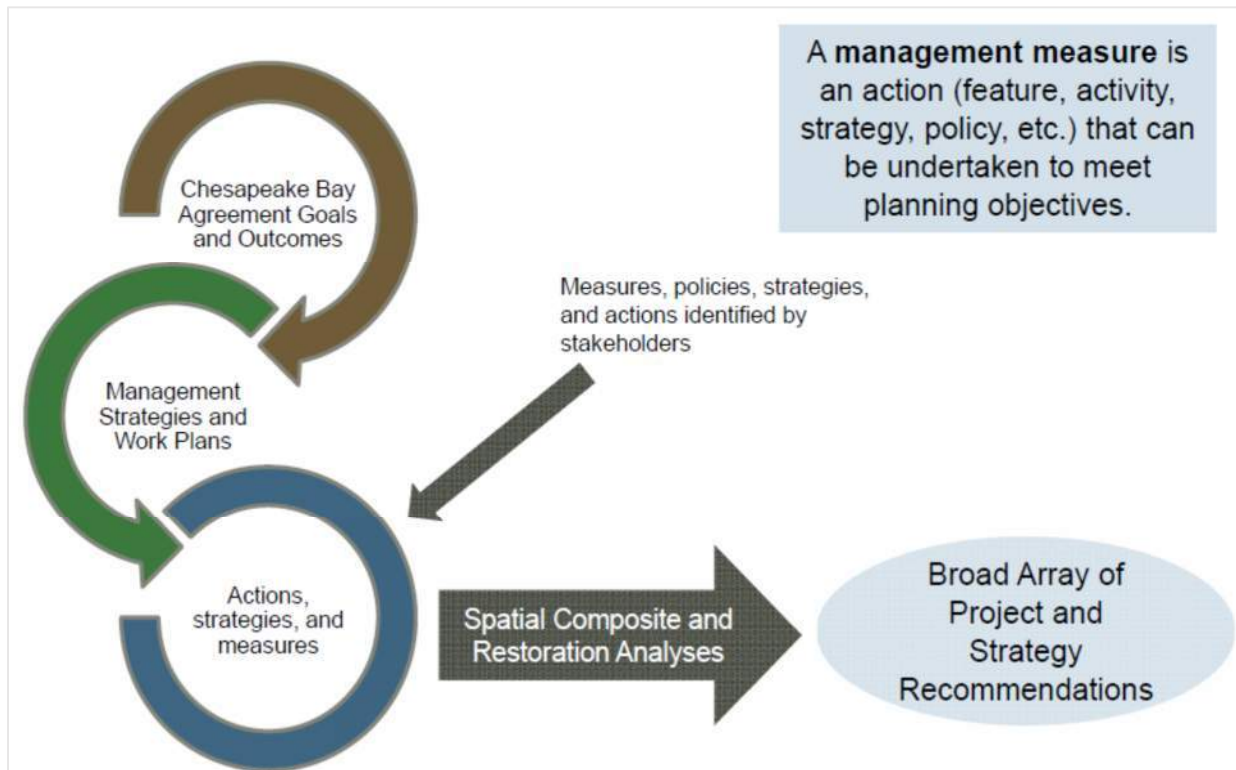 A management measure is
an action (feature, activity,
strategy, policy, etc.) that can
be undertaken to meet
planning objectives.
Chesapeake Bay
Agreement Goals
and Outcomes
Measures, policies, strategies,
and actions identified by
stakeholders
Management
Strategies and
Work Plans
Actions,
strategies, and
measures
Spatial Composite and
Restoration Analyses
Broad Array of
Project and
Strategy
Recommendations